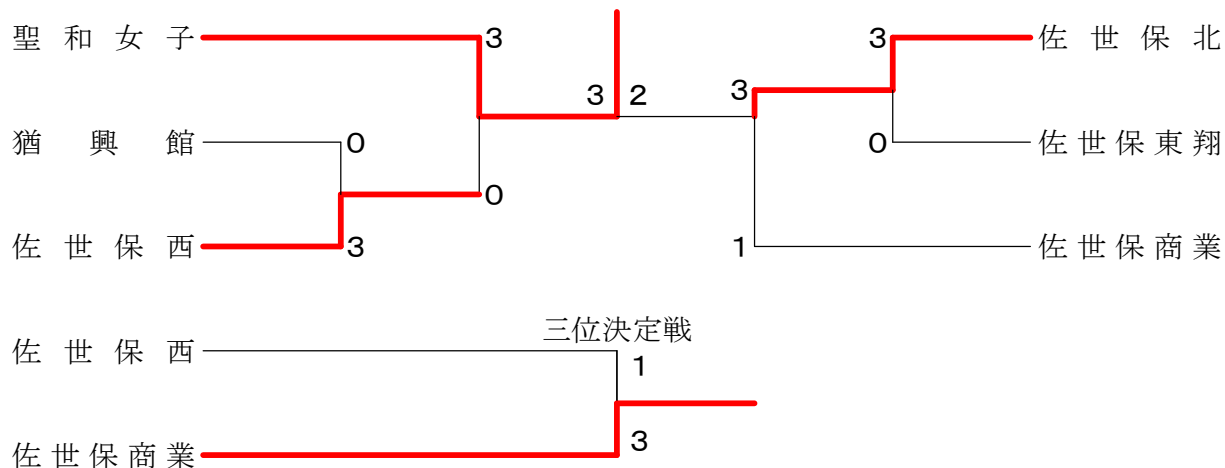 聖和女子 3 3 佐世保北
3 2 3
猶興館 0 0 佐世保東翔
0
佐世保西 3 1 佐世保商業
三位決定戦
佐世保西 1
佐世保商業 3